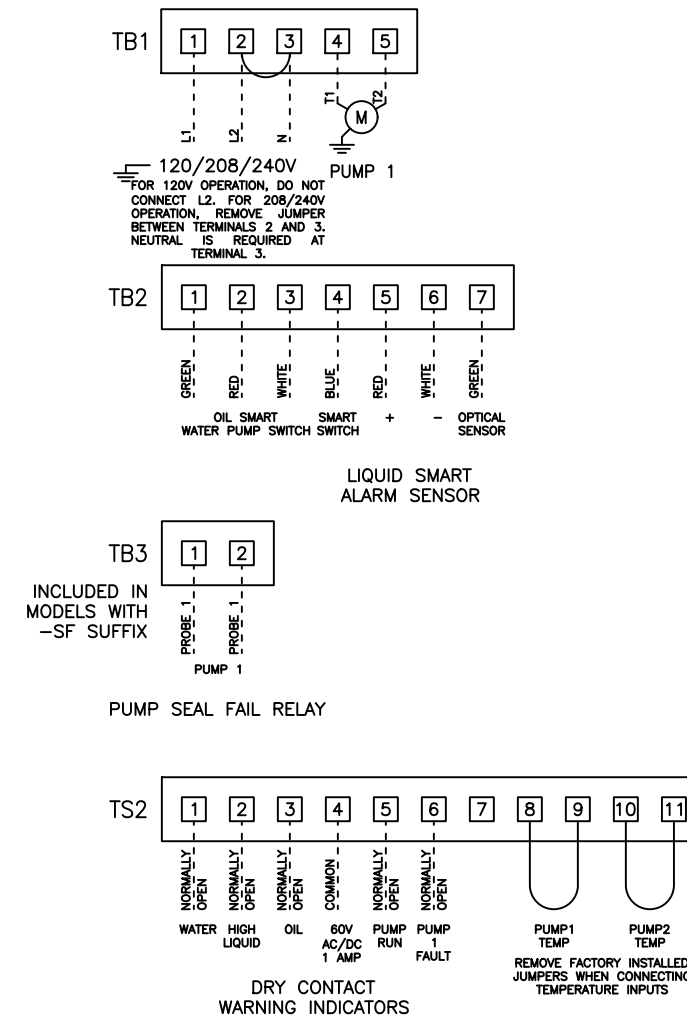 TB1 1 2 3 4 5
L1 L2 N T1 T2
M
120/208/240V
PUMP 1
FOR 120V OPERATION, DO NOT
CONNECT L2. FOR 208/240V
OPERATION, REMOVE JUMPER
BETWEEN TERMINALS 2 AND 3.
NEUTRAL IS REQUIRED AT
TERMINAL 3.
TB2 1 2 3 4 5 6 7
GREEN RED WHITE BLUE RED WHITE GREEN
OIL SMART SMART + − OPTICAL
WATER PUMP SWITCH SWITCH SENSOR
LIQUID SMART
ALARM SENSOR
TB3 1 2
INCLUDED IN
MODELS WITH
−SF SUFFIX
PROBE 1 PROBE 1
PUMP 1
PUMP SEAL FAIL RELAY
TS2 1 2 3 4 5 6 7 8 9 10 11
NORMALLY OPEN NORMALLY OPEN NORMALLY OPEN COMMON NORMALLY OPEN NORMALLY OPEN
WATER
HIGH
LIQUID
OIL
60V
AC/DC
1 AMP
PUMP
RUN
PUMP
1
FAULT
PUMP1
TEMP
PUMP2
TEMP
REMOVE FACTORY INSTALLED
JUMPERS WHEN CONNECTING
TEMPERATURE INPUTS
DRY CONTACT
WARNING INDICATORS